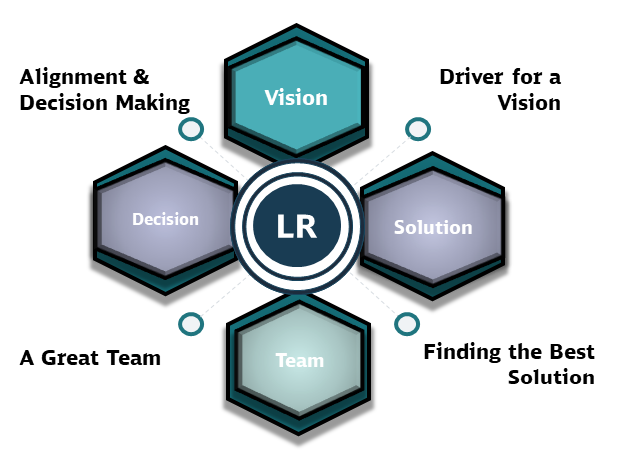 Alignment &
Decision Making
Driver for a
Vision
Vision
Decision
LR
Solution
A Great Team
Team
Finding the Best
Solution